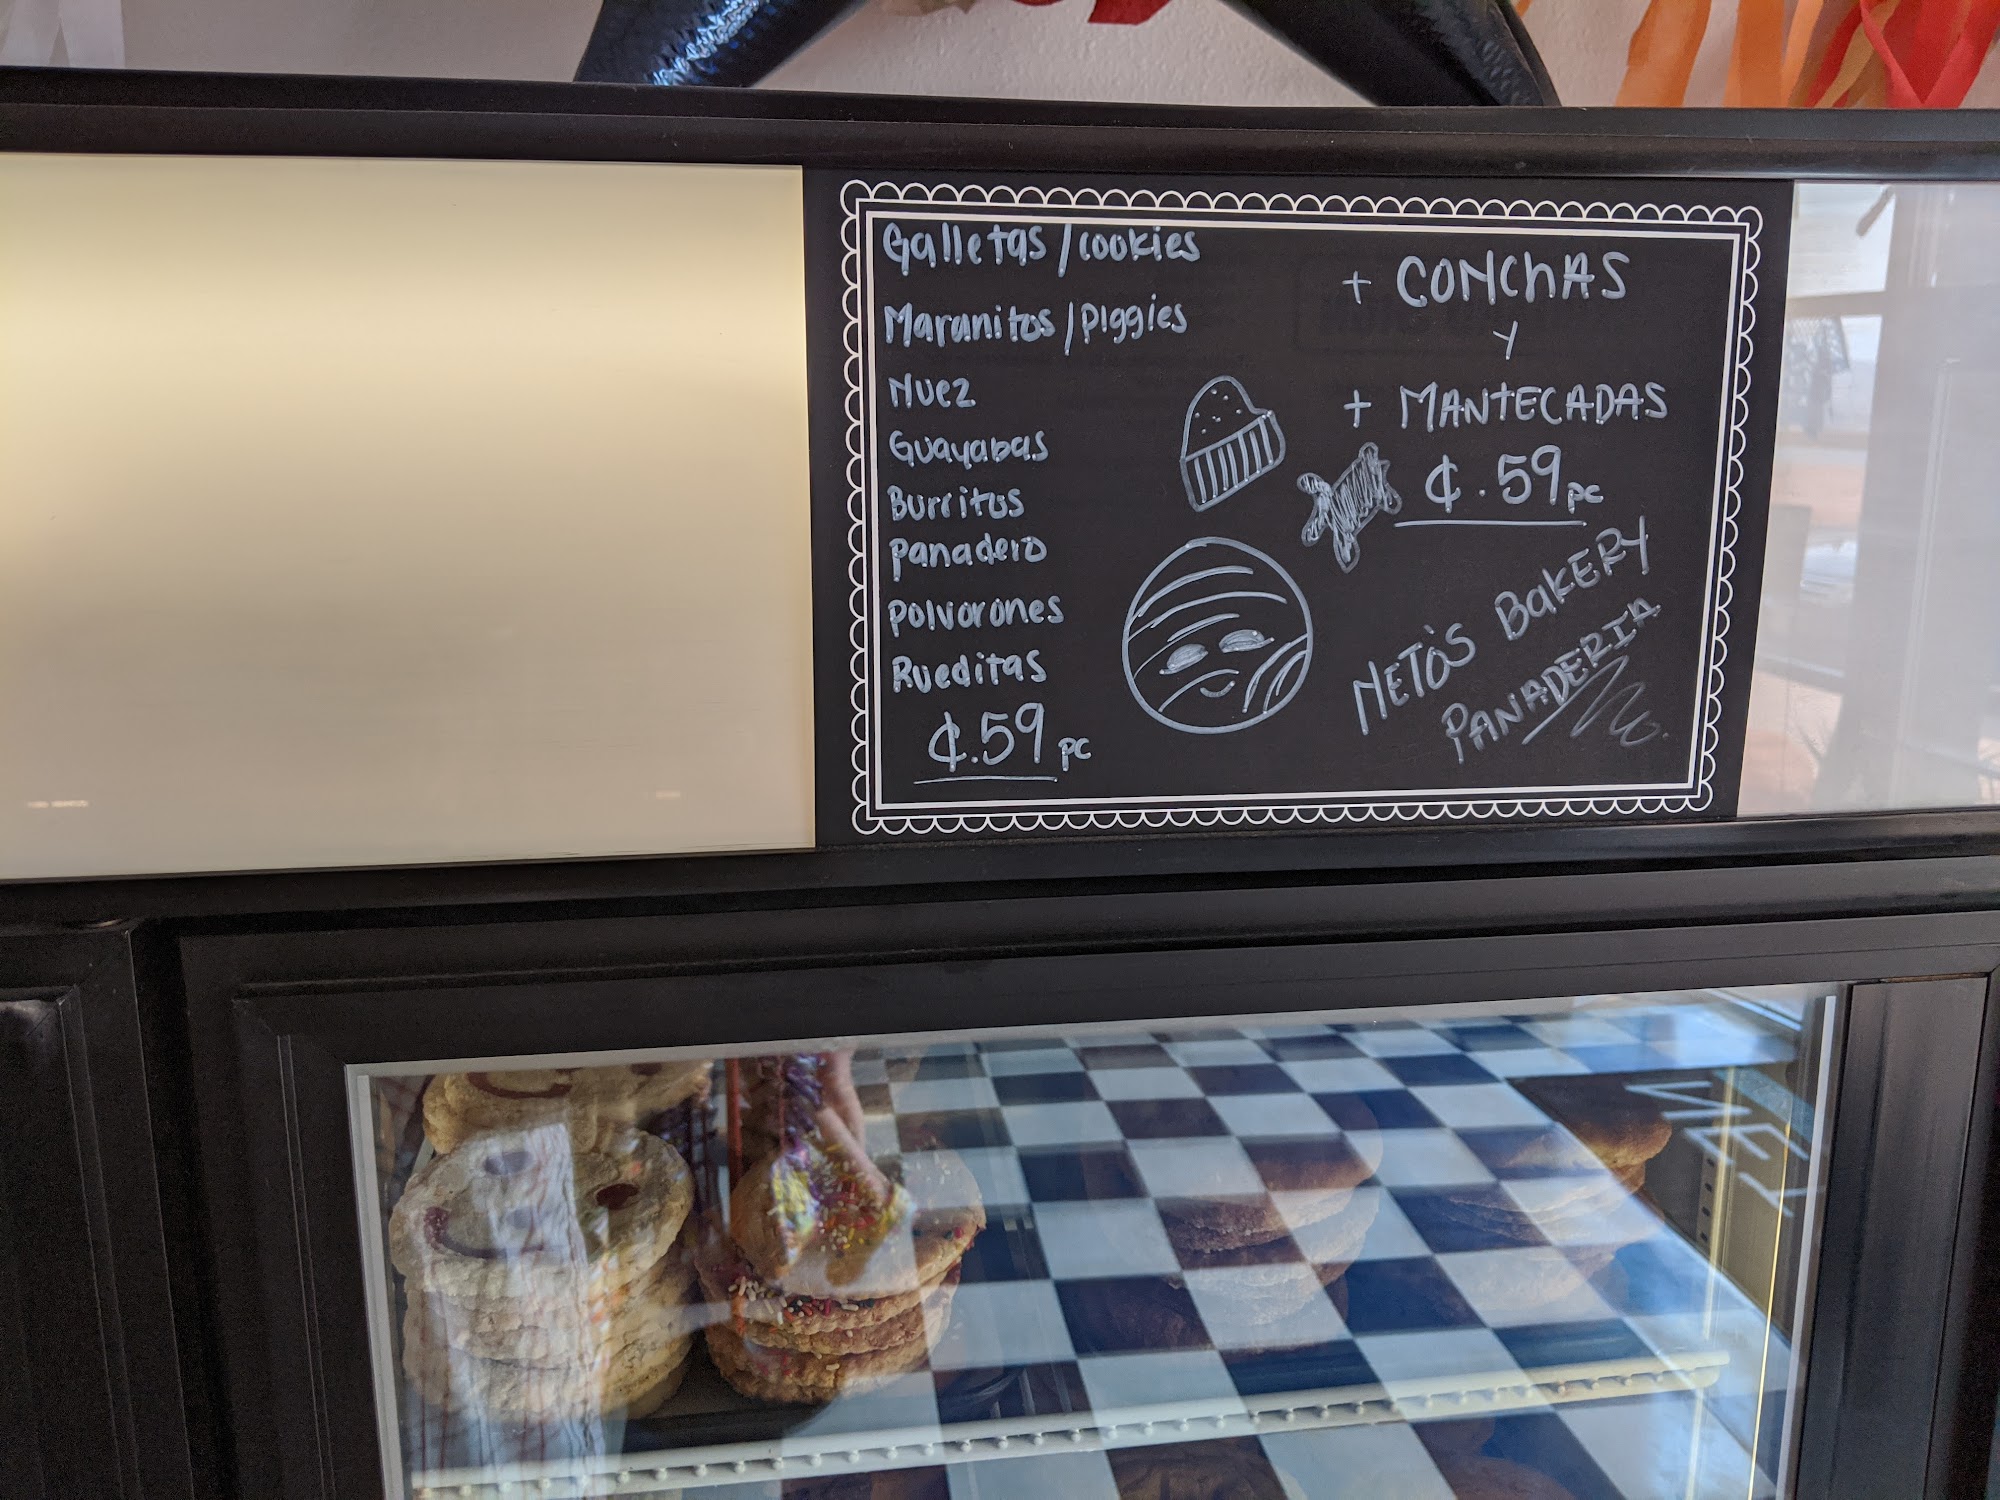 Galletas / cookies
Maranitos / piggies
Nuez
Guayabas
Burritos
panadero
polvorones
Rueditas
¢.59 pc
+ CONChAS
y
+ MANTECADAS
¢.59 pc
NETO'S BAKERY
PANADERIA